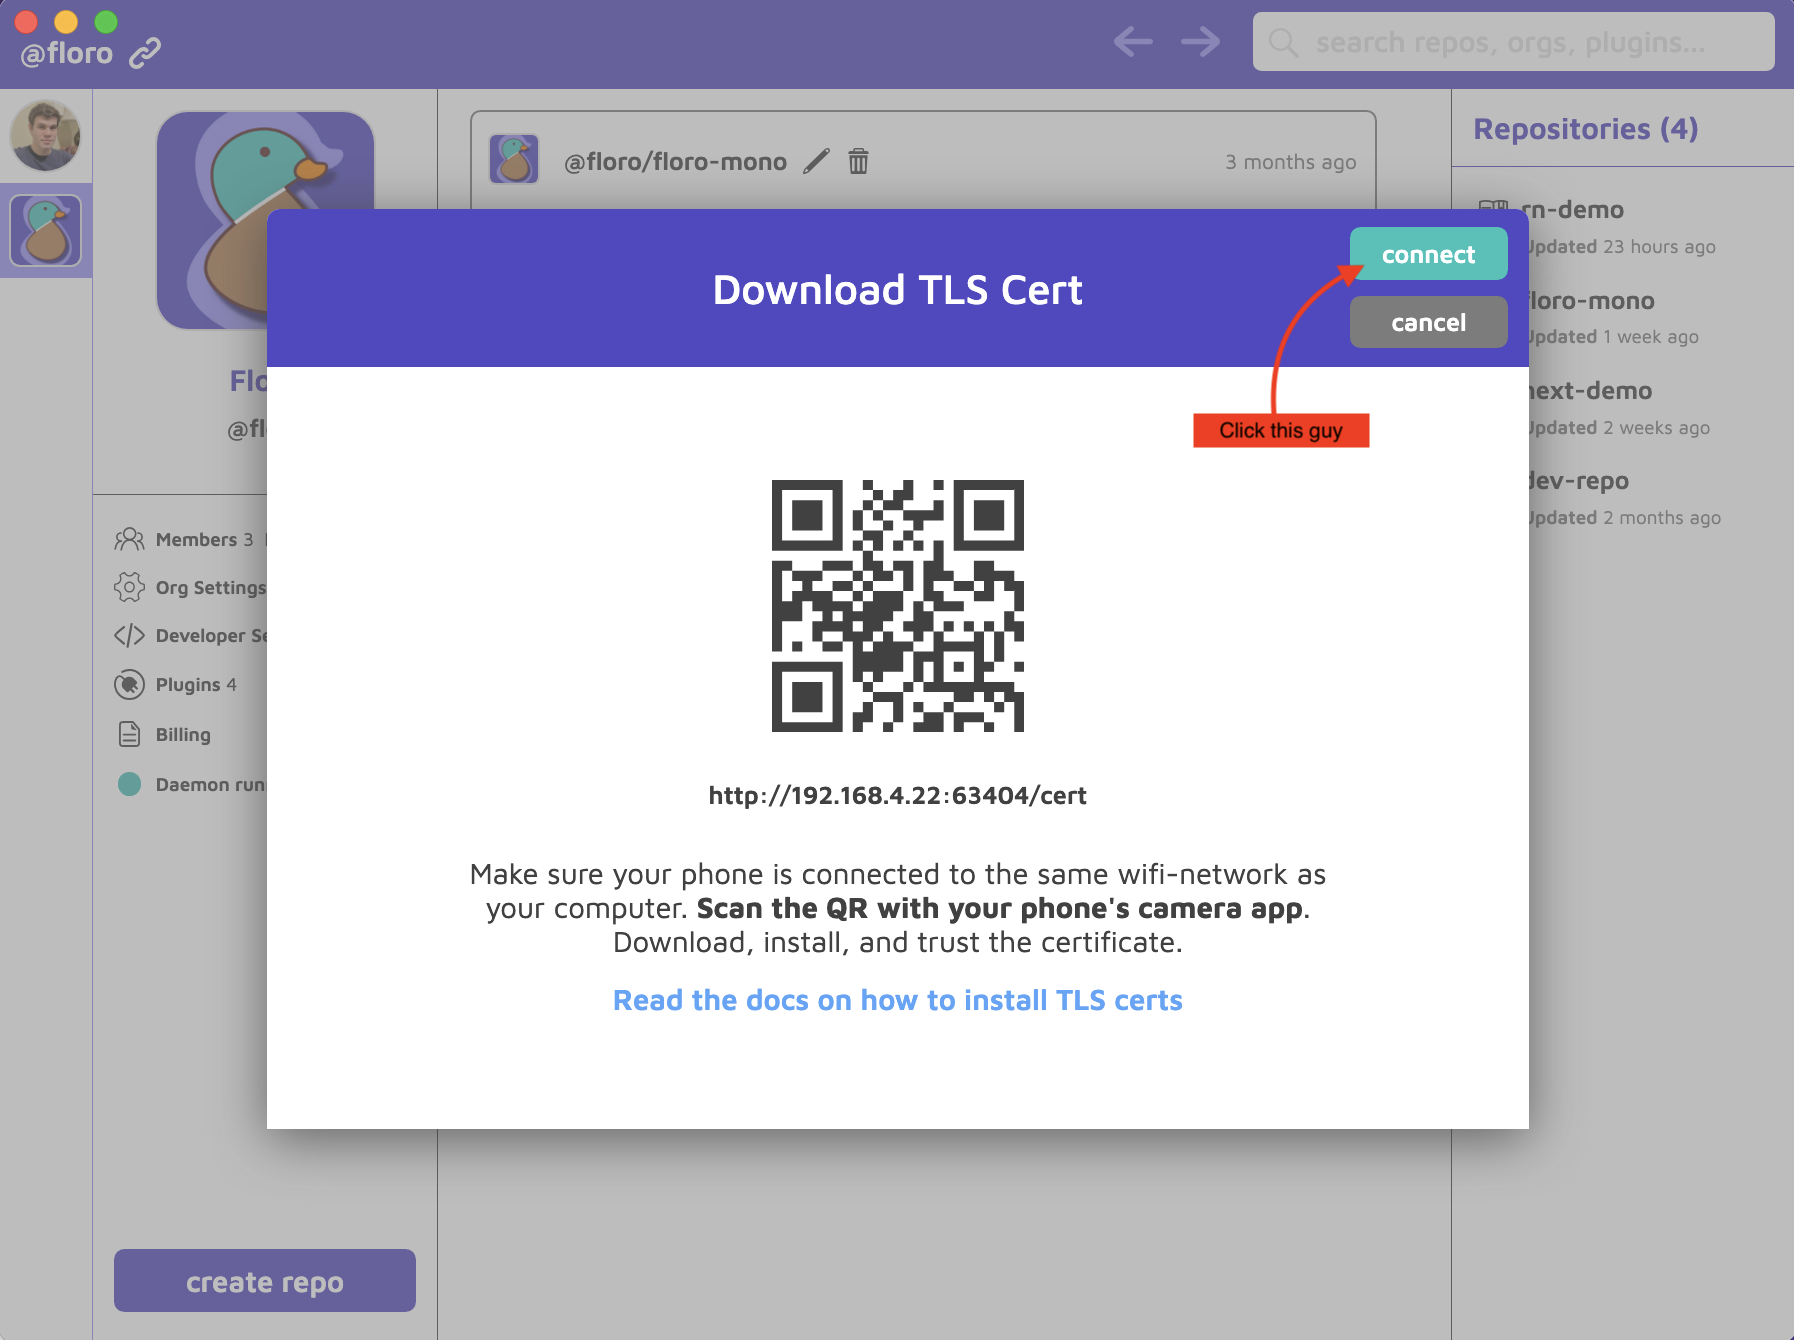 @floro
search repos, orgs, plugins...
@floro/floro-mono
3 months ago
Repositories (4)
rn-demo
Updated 23 hours ago
floro-mono
Updated 1 week ago
next-demo
Updated 2 weeks ago
dev-repo
Updated 2 months ago
Flo
@fl
Members 3
Org Settings
Developer Se
Plugins 4
Billing
Daemon run
create repo
Download TLS Cert
connect
cancel
Click this guy
http://192.168.4.22:63404/cert
Make sure your phone is connected to the same wifi-network as
your computer. Scan the QR with your phone's camera app.
Download, install, and trust the certificate.
Read the docs on how to install TLS certs